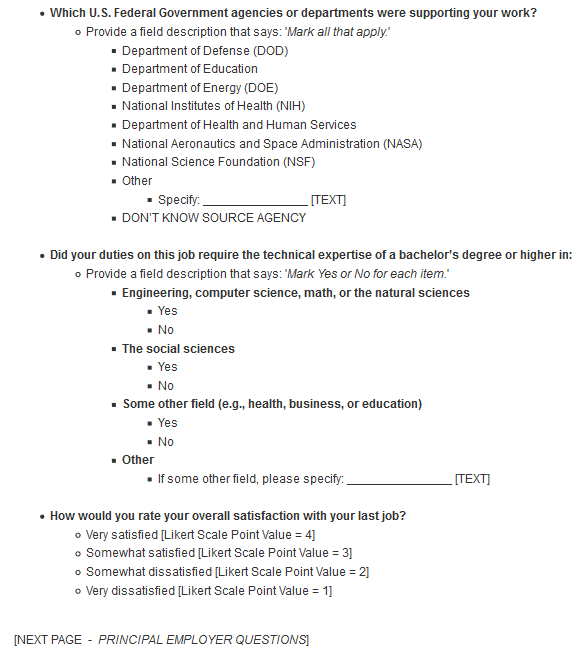 Which U.S. Federal Government agencies or departments were supporting your work?
Provide a field description that says: 'Mark all that apply.'
Department of Defense (DOD)
Department of Education
Department of Energy (DOE)
National Institutes of Health (NIH)
Department of Health and Human Services
National Aeronautics and Space Administration (NASA)
National Science Foundation (NSF)
Other
Specify: ________________ [TEXT]
DON'T KNOW SOURCE AGENCY
Did your duties on this job require the technical expertise of a bachelor's degree or higher in:
Provide a field description that says: 'Mark Yes or No for each item.'
Engineering, computer science, math, or the natural sciences
Yes
No
The social sciences
Yes
No
Some other field (e.g., health, business, or education)
Yes
No
Other
If some other field, please specify: ________________ [TEXT]
How would you rate your overall satisfaction with your last job?
Very satisfied [Likert Scale Point Value = 4]
Somewhat satisfied [Likert Scale Point Value = 3]
Somewhat dissatisfied [Likert Scale Point Value = 2]
Very dissatisfied [Likert Scale Point Value = 1]
[NEXT PAGE - PRINCIPAL EMPLOYER QUESTIONS]